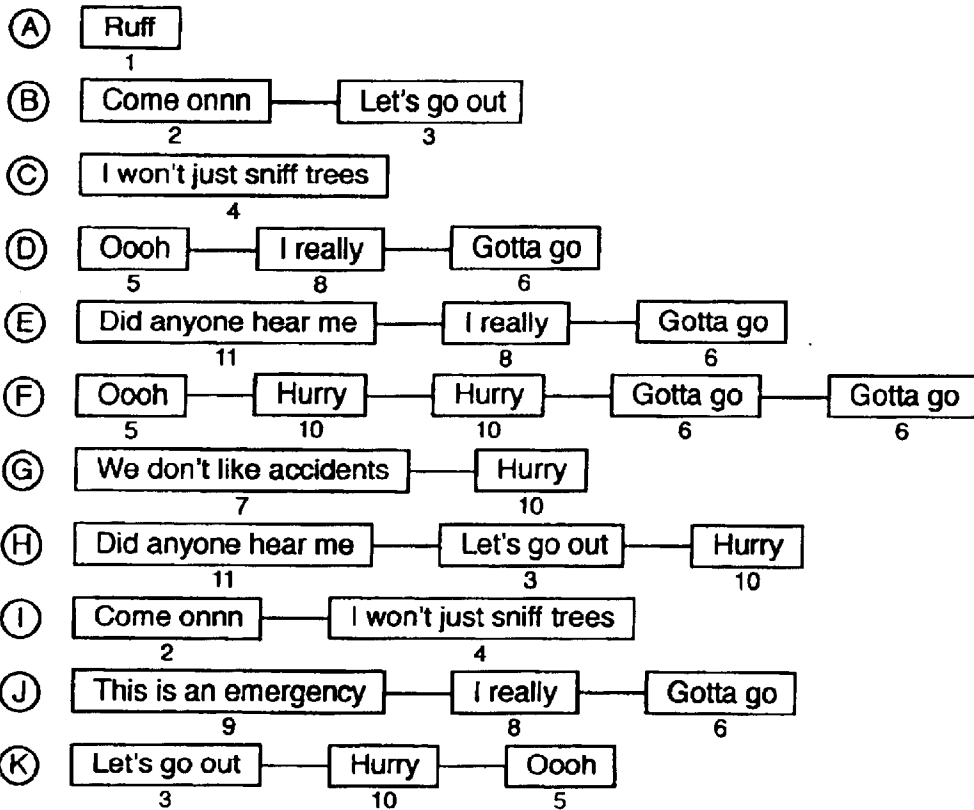 A Ruff
1
B Come onnn Let's go out
2 3
C I won't just sniff trees
4
D Oooh I really Gotta go
5 8 6
E Did anyone hear me I really Gotta go
11 8 6
F Oooh Hurry Hurry Gotta go Gotta go
5 10 10 6 6
G We don't like accidents Hurry
7 10
H Did anyone hear me Let's go out Hurry
11 3 10
I Come onnn I won't just sniff trees
2 4
J This is an emergency I really Gotta go
9 8 6
K Let's go out Hurry Oooh
3 10 5